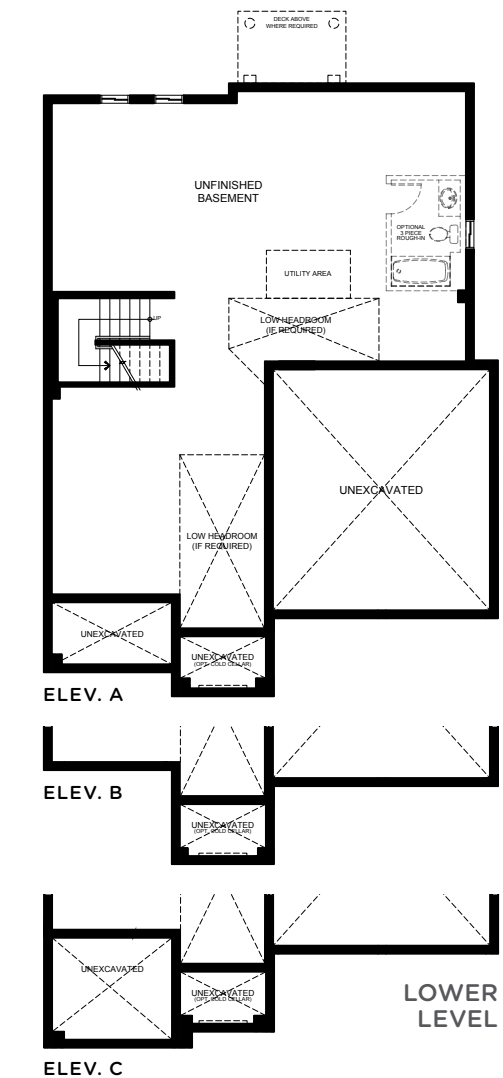 DECK ABOVE
WHERE REQUIRED
UNFINISHED
BASEMENT
OPTIONAL
3 PIECE
ROUGH-IN
UTILITY AREA
UP
LOW HEADROOM
(IF REQUIRED)
UNEXCAVATED
LOW HEADROOM
(IF REQUIRED)
UNEXCAVATED
UNEXCAVATED
(OPT. COLD CELLAR)
ELEV. A
ELEV. B
UNEXCAVATED
(OPT. COLD CELLAR)
UNEXCAVATED
UNEXCAVATED
(OPT. COLD CELLAR)
LOWER
LEVEL
ELEV. C